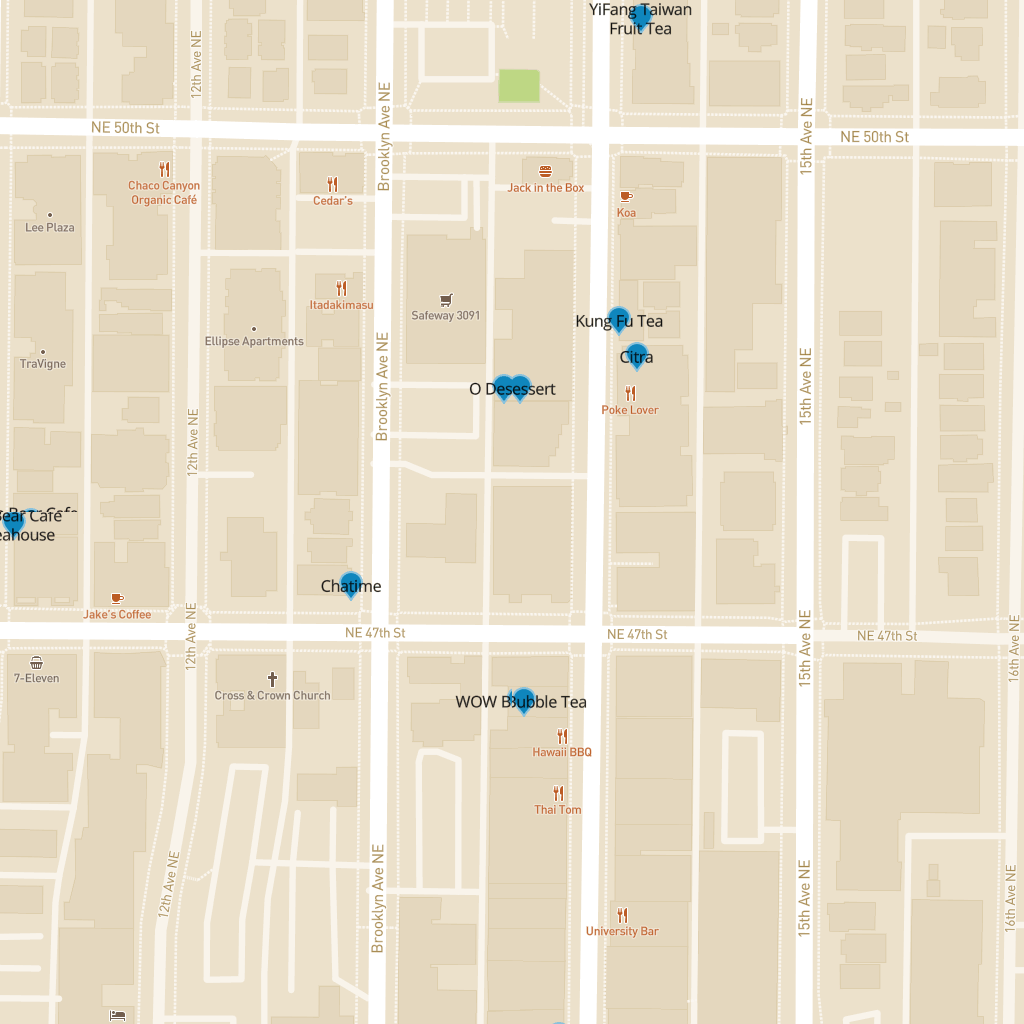 YiFang Taiwan
Fruit Tea
12th Ave NE
Brooklyn Ave NE
15th Ave NE
NE 50th St
NE 50th St
Chaco Canyon
Organic Café
Cedar's
Jack in the Box
Koa
Lee Plaza
Itadakimasu
Safeway 3091
Kung Fu Tea
Ellipse Apartments
TraVigne
Citra
Brooklyn Ave NE
15th Ave NE
O Desessert
Poke Lover
12th Ave NE
Bear Café
eahouse
Chatime
Jake's Coffee
12th Ave NE
NE 47th St
NE 47th St
NE 47th St
15th Ave NE
16th Ave NE
7-Eleven
Cross & Crown Church
WOW Bubble Tea
Hawaii BBQ
Thai Tom
12th Ave NE
Brooklyn Ave NE
15th Ave NE
16th Ave NE
University Bar